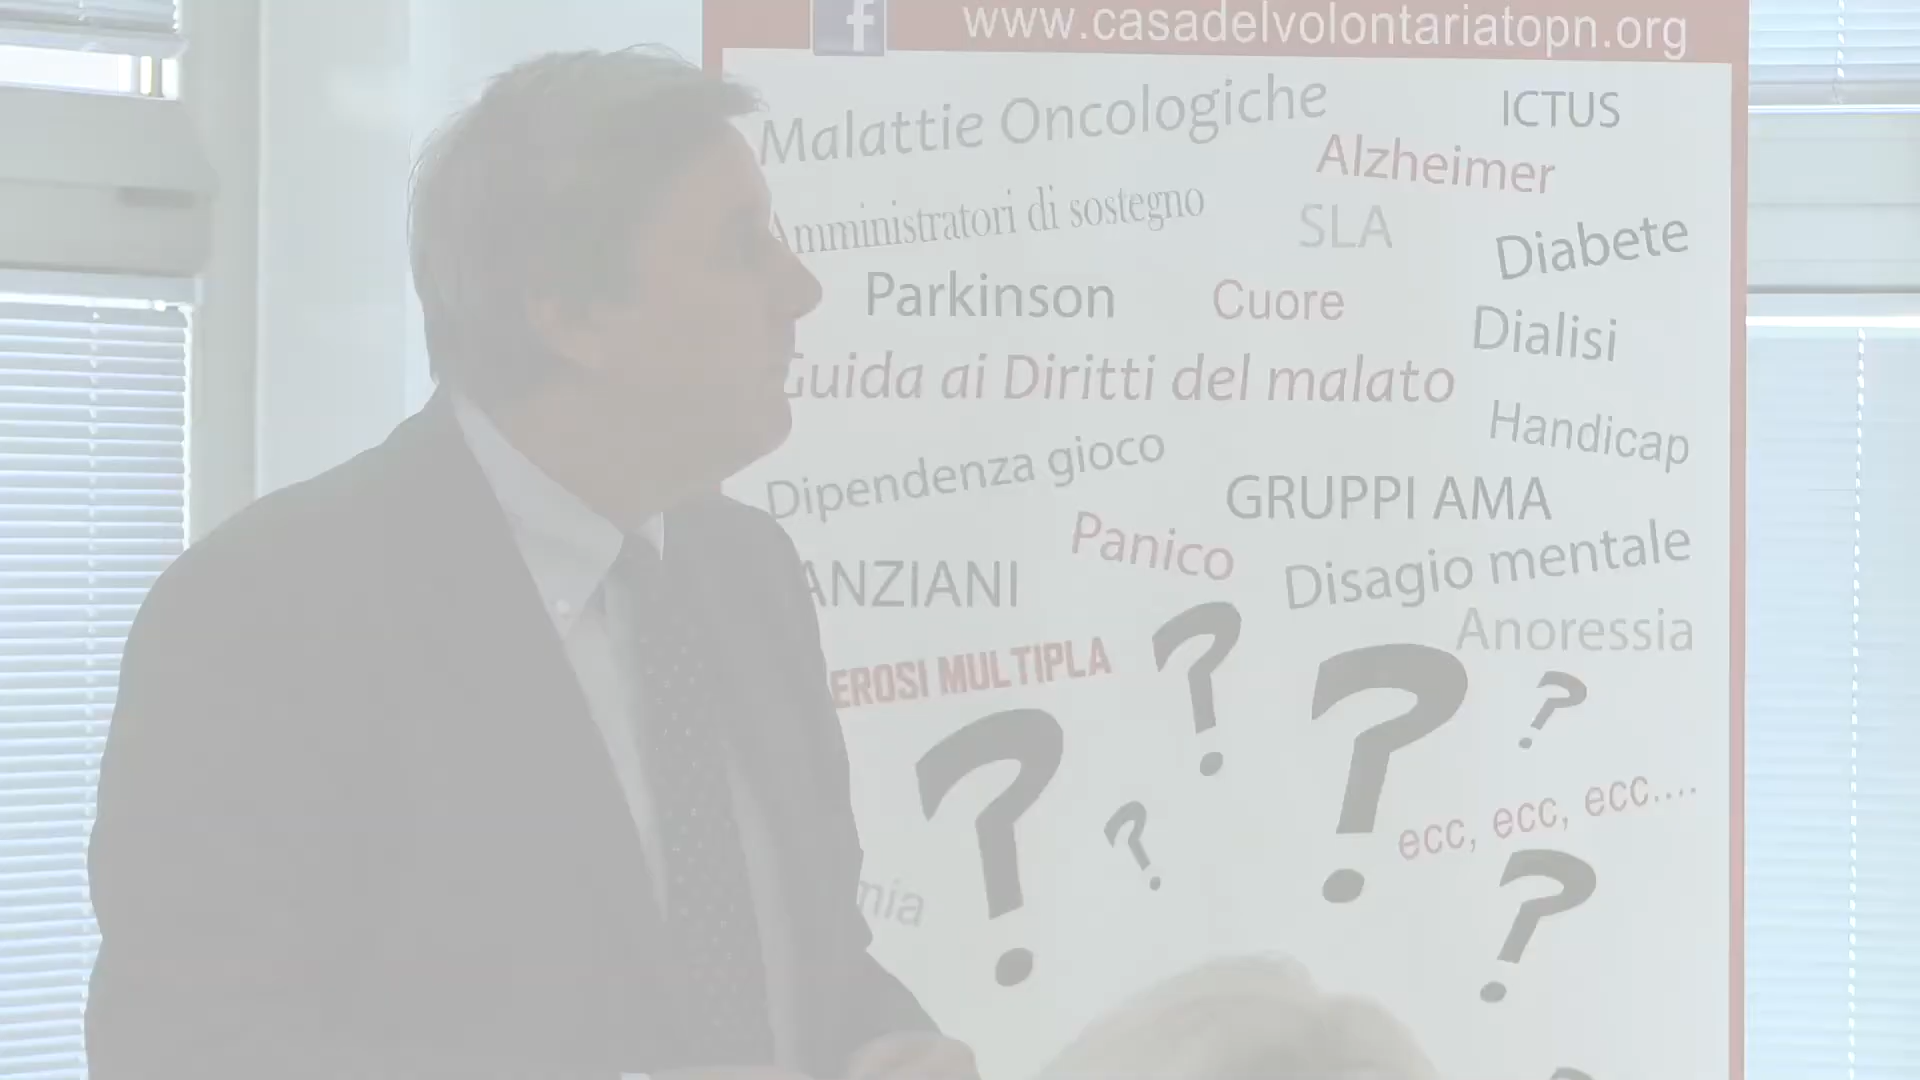 f www.casadelvolontariatopn.org
Malattie Oncologiche
ICTUS
Alzheimer
Amministratori di sostegno
SLA
Diabete
Parkinson
Cuore
Dialisi
Guida ai Diritti del malato
Handicap
Dipendenza gioco
GRUPPI AMA
Panico
Disagio mentale
ANZIANI
Anoressia
EROSI MULTIPLA
? ? ? ?
? ?
ecc, ecc, ecc....
?
mia